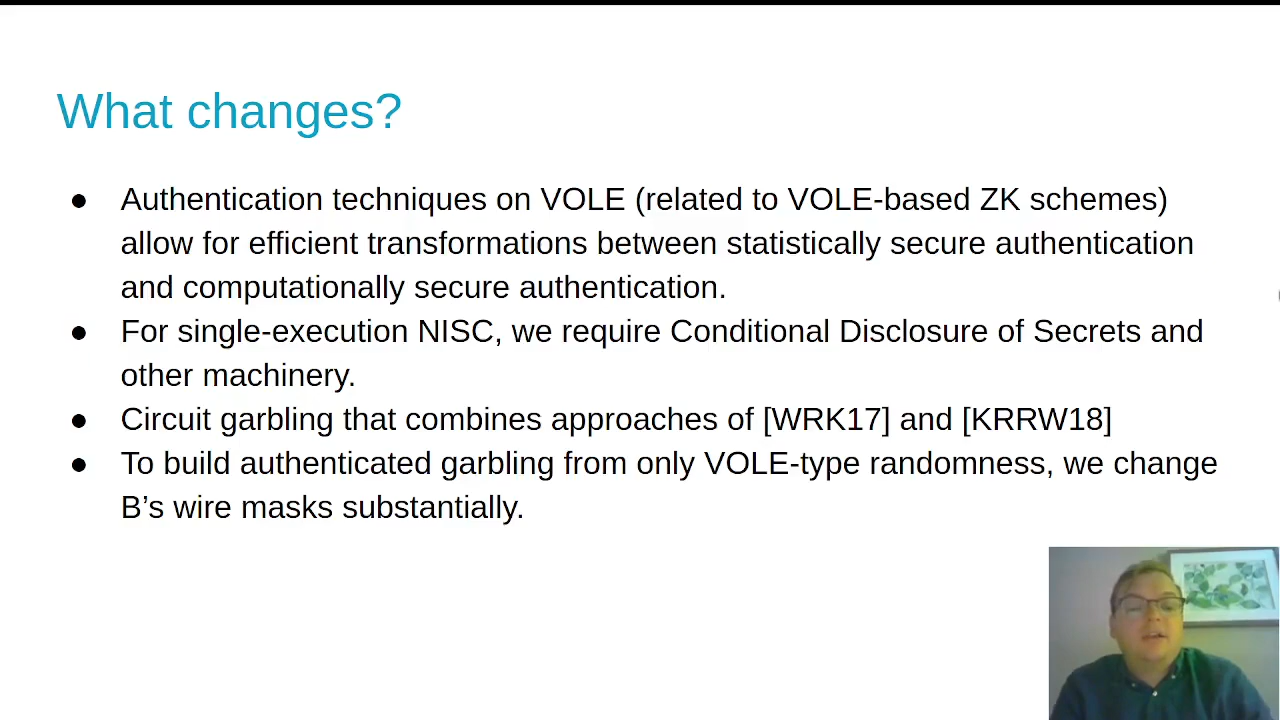 What changes?
● Authentication techniques on VOLE (related to VOLE-based ZK schemes)
allow for efficient transformations between statistically secure authentication
and computationally secure authentication.
● For single-execution NISC, we require Conditional Disclosure of Secrets and
other machinery.
● Circuit garbling that combines approaches of [WRK17] and [KRRW18]
● To build authenticated garbling from only VOLE-type randomness, we change
B’s wire masks substantially.